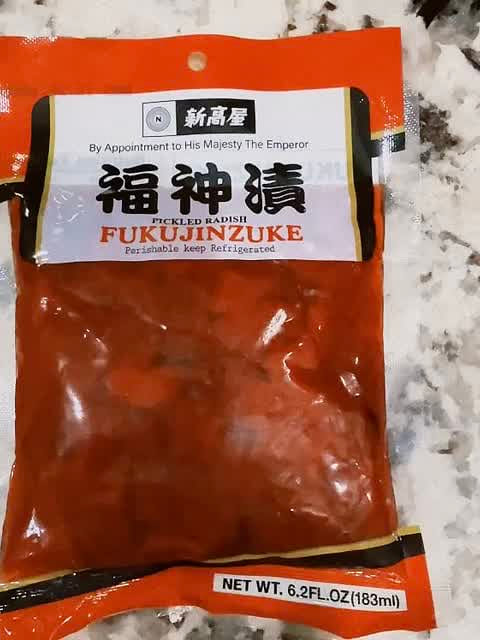 N 新高屋
By Appointment to His Majesty The Emperor
福神漬
PICKLED RADISH
FUKUJINZUKE
Perishable keep Refrigerated
NET WT. 6.2FL.OZ(183ml)